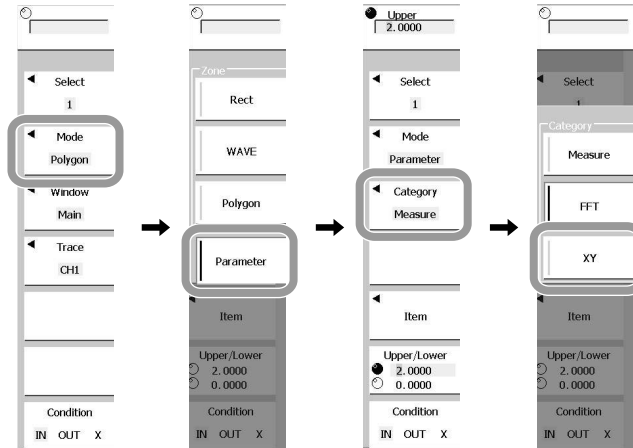 Select
1
Mode
Polygon
Window
Main
Trace
CH1
Condition
IN OUT X
Zone
Rect
WAVE
Polygon
Parameter
Item
Upper/Lower
2.0000
0.0000
Condition
IN OUT X
Upper
2.0000
Select
1
Mode
Parameter
Category
Measure
Item
Upper/Lower
2.0000
0.0000
Condition
IN OUT X
Select
1
Category
Measure
FFT
XY
Item
Upper/Lower
2.0000
0.0000
Condition
IN OUT X